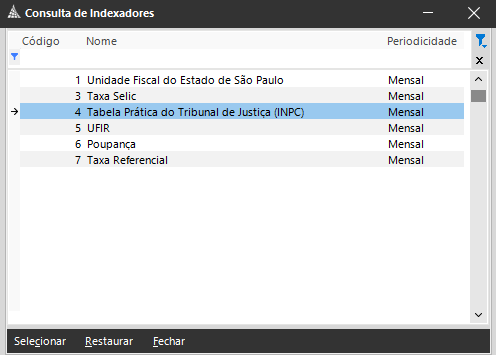 Consulta de Indexadores
Código Nome Periodicidade
1 Unidade Fiscal do Estado de São Paulo Mensal
3 Taxa Selic Mensal
4 Tabela Prática do Tribunal de Justiça (INPC) Mensal
5 UFIR Mensal
6 Poupança Mensal
7 Taxa Referencial Mensal
Selecionar Restaurar Fechar